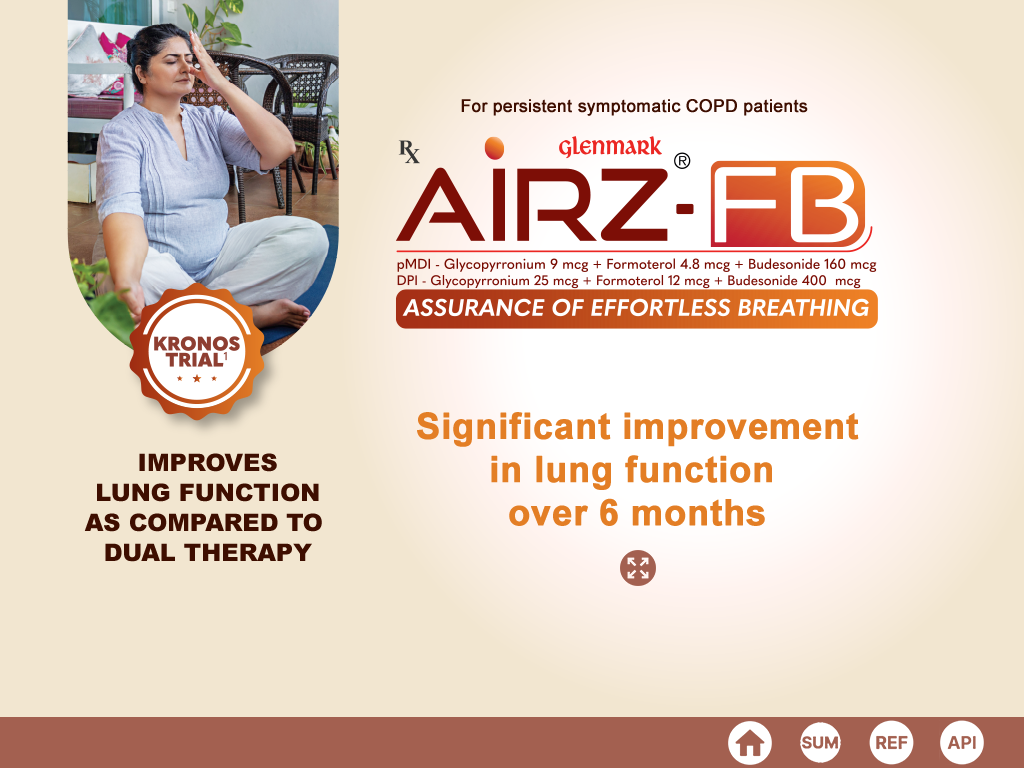 For persistent symptomatic COPD patients
Rx
glenmark
AIRZ-FB®
pMDI - Glycopyrronium 9 mcg + Formoterol 4.8 mcg + Budesonide 160 mcg
DPI - Glycopyrronium 25 mcg + Formoterol 12 mcg + Budesonide 400 mcg
ASSURANCE OF EFFORTLESS BREATHING
KRONOS
TRIAL1
IMPROVES
LUNG FUNCTION
AS COMPARED TO
DUAL THERAPY
Significant improvement
in lung function
over 6 months
SUM
REF
API